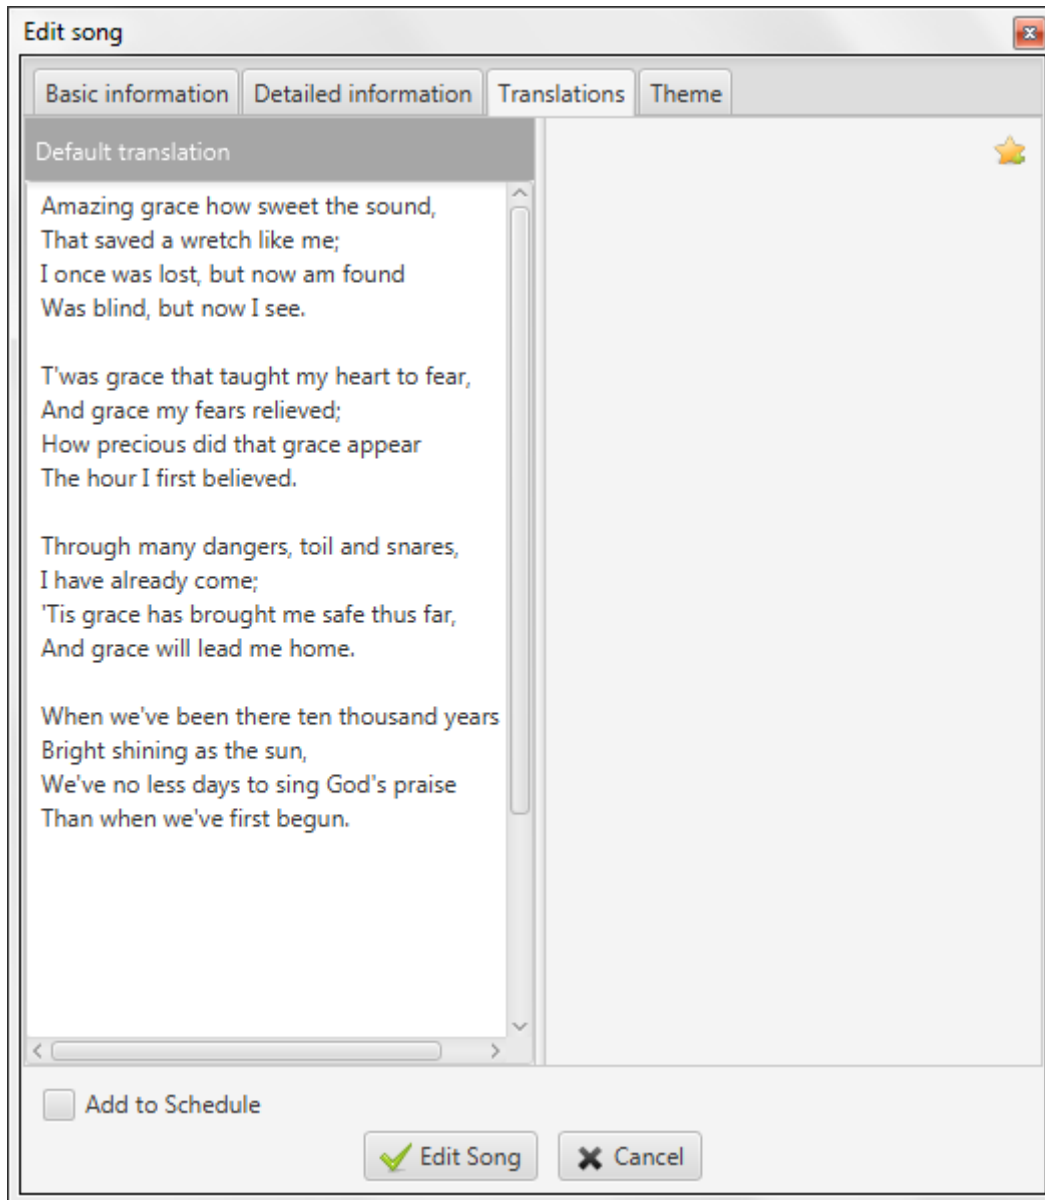 Edit song
Basic information Detailed information Translations Theme
Default translation
Amazing grace how sweet the sound,
That saved a wretch like me;
I once was lost, but now am found
Was blind, but now I see.
T'was grace that taught my heart to fear,
And grace my fears relieved;
How precious did that grace appear
The hour I first believed.
Through many dangers, toil and snares,
I have already come;
'Tis grace has brought me safe thus far,
And grace will lead me home.
When we've been there ten thousand years
Bright shining as the sun,
We've no less days to sing God's praise
Than when we've first begun.
Add to Schedule
Edit Song Cancel